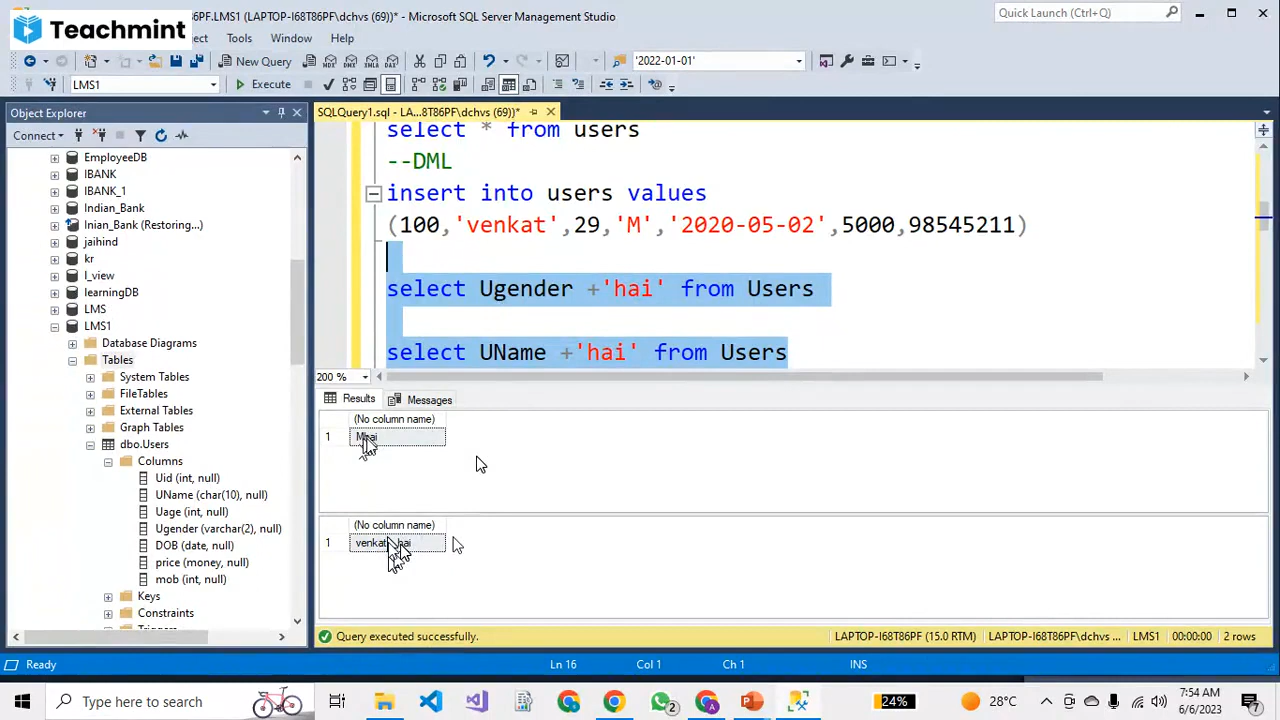 Teachmint
PF.LMS1 (LAPTOP-I68T86PF\dchvs (69))* - Microsoft SQL Server Management Studio
Quick Launch (Ctrl+Q)
Tools Window Help
New Query
'2022-01-01'
LMS1
Execute
Object Explorer
SQLQuery1.sql - LA...8T86PF\dchvs (69))*
Connect
EmployeeDB
IBANK
IBANK_1
Indian_Bank
Inian_Bank (Restoring...)
jaihind
kr
l_view
learningDB
LMS
LMS1
Database Diagrams
Tables
System Tables
FileTables
External Tables
Graph Tables
dbo.Users
Columns
Uid (int, null)
UName (char(10), null)
Uage (int, null)
Ugender (varchar(2), null)
DOB (date, null)
price (money, null)
mob (int, null)
Keys
Constraints
select * from users
--DML
insert into users values
(100,'venkat',29,'M','2020-05-02',5000,98545211)
select Ugender +'hai' from Users
select UName +'hai' from Users
200 %
Results Messages
(No column name)
1 Mhai
(No column name)
1 venkat hai
Query executed successfully.
LAPTOP-I68T86PF (15.0 RTM) LAPTOP-I68T86PF\dchvs ... LMS1 00:00:00 2 rows
Ready
Ln 16 Col 1 Ch 1 INS
Type here to search
2
24%
28°C
7:54 AM
6/6/2023
7